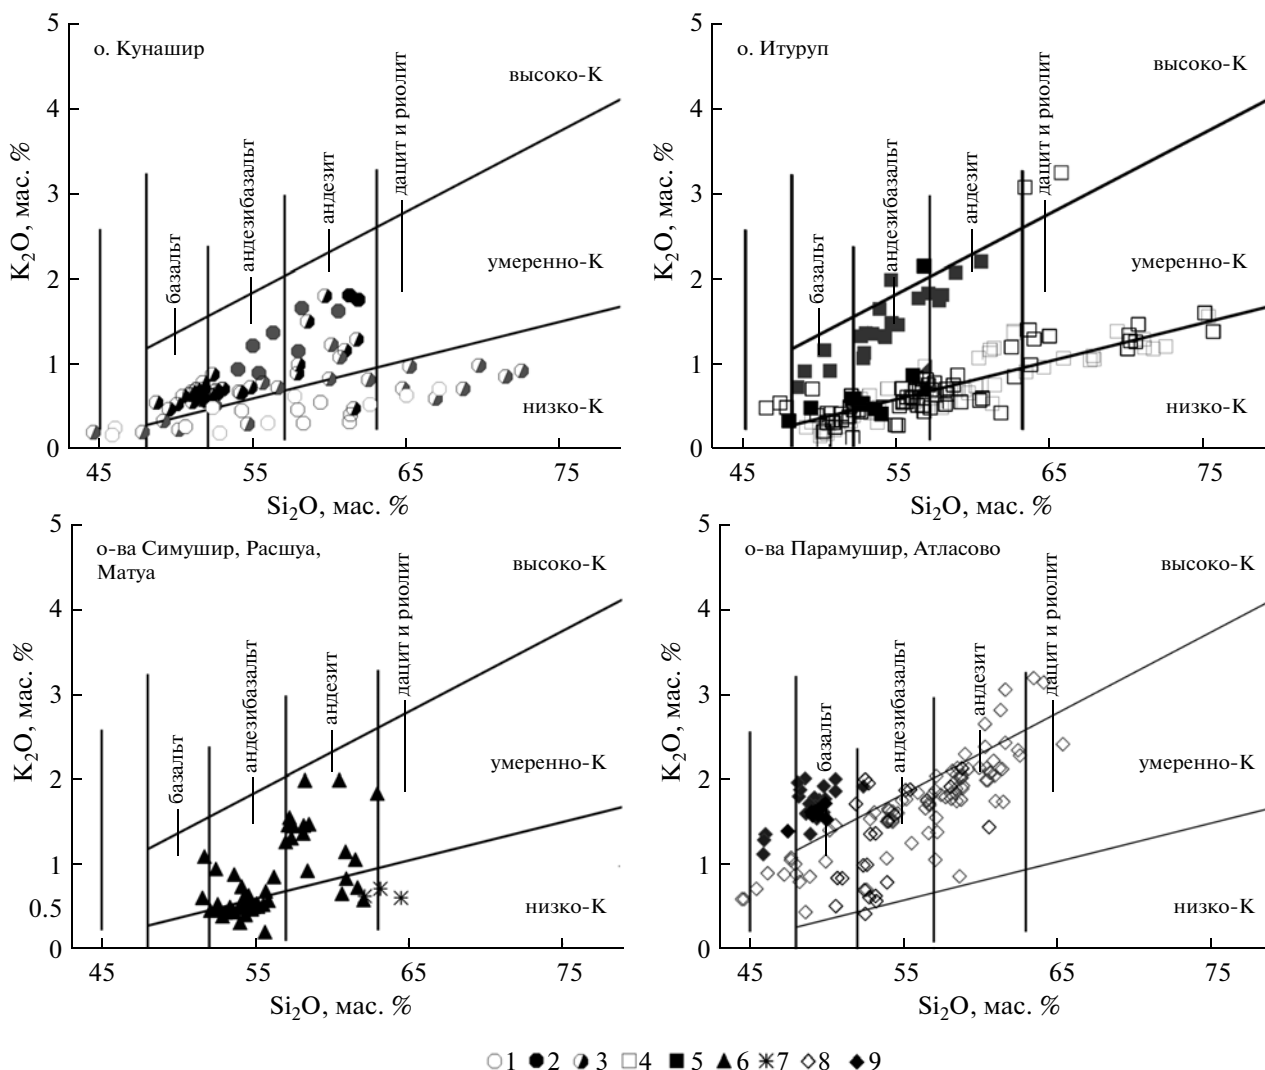 о. Кунашир
высоко-К
умеренно-К
низко-К
базальт
андезибазальт
андезит
дацит и риолит
K₂O, мас. %
5
4
3
2
1
0
45
55
65
75
Si₂O, мас. %
о. Итуруп
высоко-К
умеренно-К
низко-К
базальт
андезибазальт
андезит
дацит и риолит
K₂O, мас. %
5
4
3
2
1
0
45
55
65
75
Si₂O, мас. %
о-ва Симушир, Расшуа,
Матуа
высоко-К
умеренно-К
низко-К
базальт
андезибазальт
андезит
дацит и риолит
K₂O, мас. %
5
4
3
2
1
0.5
0
45
55
65
75
Si₂O, мас. %
о-ва Парамушир, Атласово
высоко-К
умеренно-К
низко-К
базальт
андезибазальт
андезит
дацит и риолит
K₂O, мас. %
5
4
3
2
1
0
45
55
65
75
Si₂O, мас. %
1 2 3 4 5 6 7 8 9